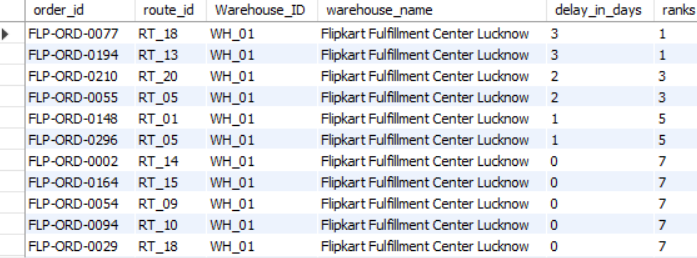 order_id route_id Warehouse_ID warehouse_name delay_in_days ranks
FLP-ORD-0077 RT_18 WH_01 Flipkart Fulfillment Center Lucknow 3 1
FLP-ORD-0194 RT_13 WH_01 Flipkart Fulfillment Center Lucknow 3 1
FLP-ORD-0210 RT_20 WH_01 Flipkart Fulfillment Center Lucknow 2 3
FLP-ORD-0055 RT_05 WH_01 Flipkart Fulfillment Center Lucknow 2 3
FLP-ORD-0148 RT_01 WH_01 Flipkart Fulfillment Center Lucknow 1 5
FLP-ORD-0296 RT_05 WH_01 Flipkart Fulfillment Center Lucknow 1 5
FLP-ORD-0002 RT_14 WH_01 Flipkart Fulfillment Center Lucknow 0 7
FLP-ORD-0164 RT_15 WH_01 Flipkart Fulfillment Center Lucknow 0 7
FLP-ORD-0054 RT_09 WH_01 Flipkart Fulfillment Center Lucknow 0 7
FLP-ORD-0094 RT_10 WH_01 Flipkart Fulfillment Center Lucknow 0 7
FLP-ORD-0029 RT_18 WH_01 Flipkart Fulfillment Center Lucknow 0 7